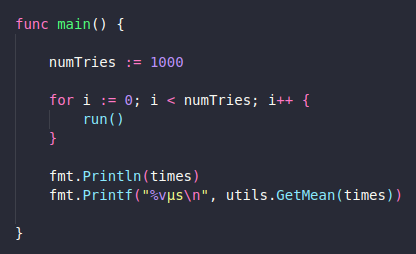 func main() {
numTries := 1000
for i := 0; i < numTries; i++ {
run()
}
fmt.Println(times)
fmt.Printf("%vµs\n", utils.GetMean(times))
}